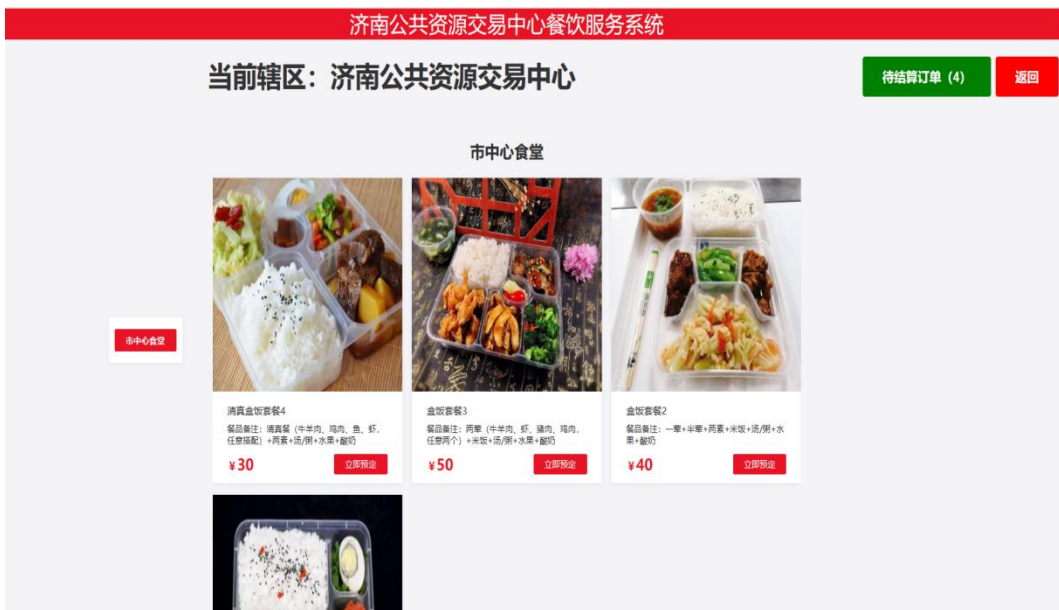 济南公共资源交易中心餐饮服务系统
当前辖区：济南公共资源交易中心
待结算订单（4）
返回
市中心食堂
市中心食堂
清真盒饭套餐4
餐品备注：清真餐（牛羊肉、鸡肉、鱼、虾，
任意搭配）+两素+汤/粥+水果+酸奶
¥30
立即预定
盒饭套餐3
餐品备注：两荤（牛羊肉、虾、猪肉、鸡肉，
任意两个）+米饭+汤/粥+水果+酸奶
¥50
立即预定
盒饭套餐2
餐品备注：一荤+半荤+两素+米饭+汤/粥+水
果+酸奶
¥40
立即预定